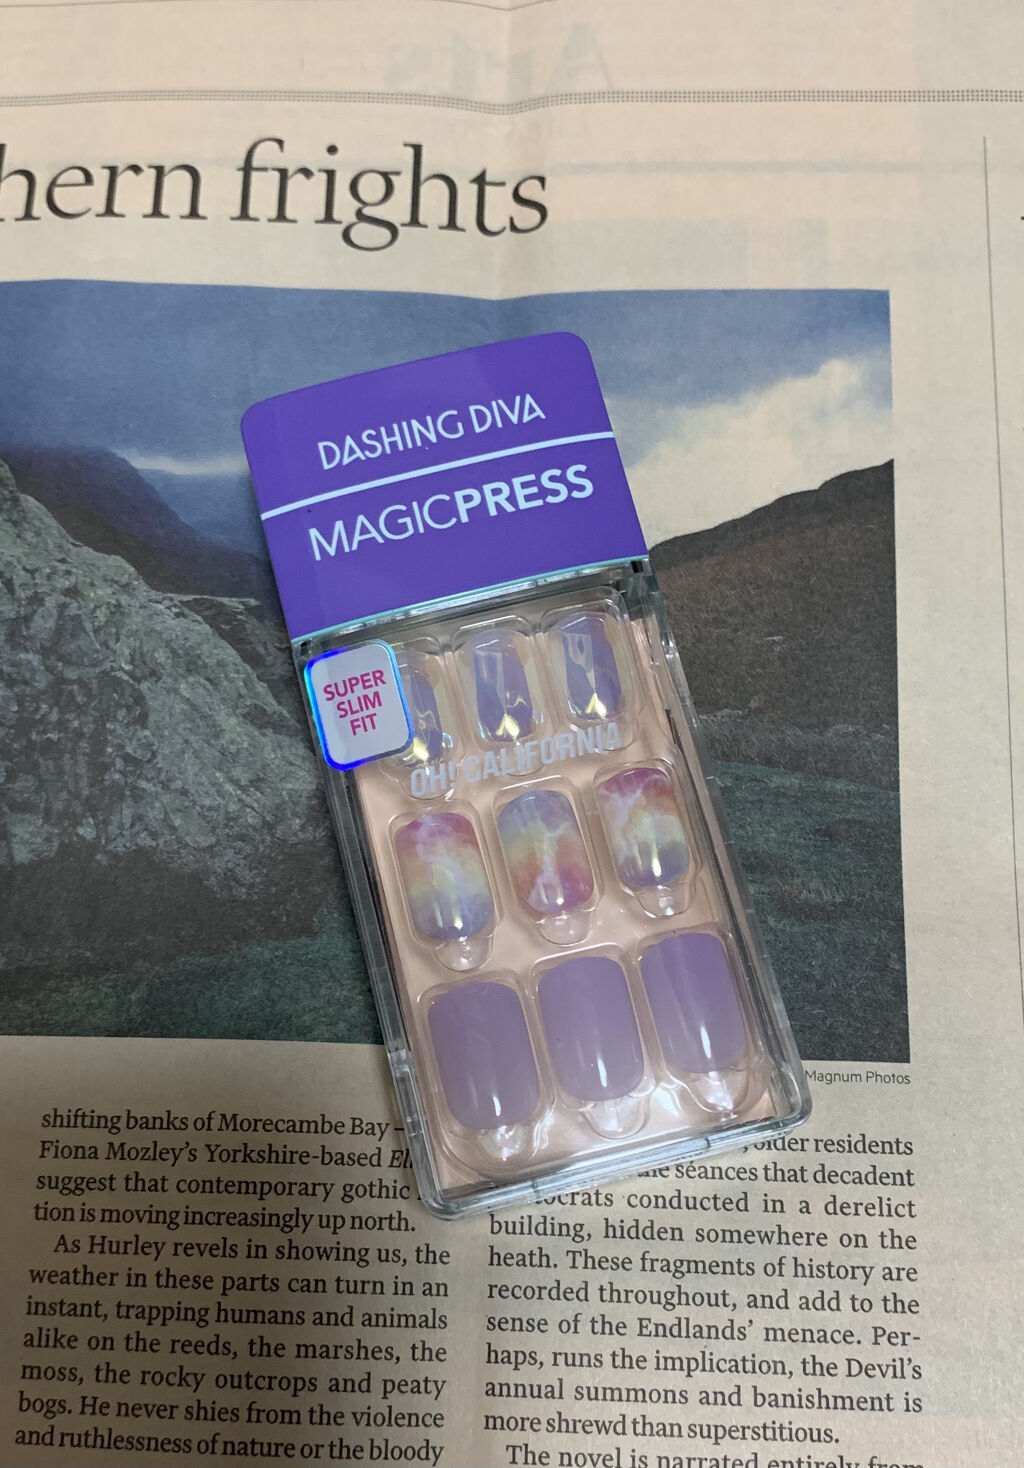 hern frights
DASHING DIVA
MAGICPRESS
SUPER
SLIM
FIT
OH! CALIFORNIA
Magnum Photos
shifting banks of Morecambe Bay –
Fiona Mozley's Yorkshire-based
suggest that contemporary gothic
tion is moving increasingly up north.
As Hurley revels in showing us, the
weather in these parts can turn in an
instant, trapping humans and animals
alike on the reeds, the marshes, the
moss, the rocky outcrops and peaty
bogs. He never shies from the violence
and ruthlessness of nature or the bloody
older residents
séances that decadent
conducted in a derelict
building, hidden somewhere on the
heath. These fragments of history are
recorded throughout, and add to the
sense of the Endlands' menace. Per-
haps, runs the implication, the Devil's
annual summons and banishment is
more shrewd than superstitious.
The novel is narrated entirely from